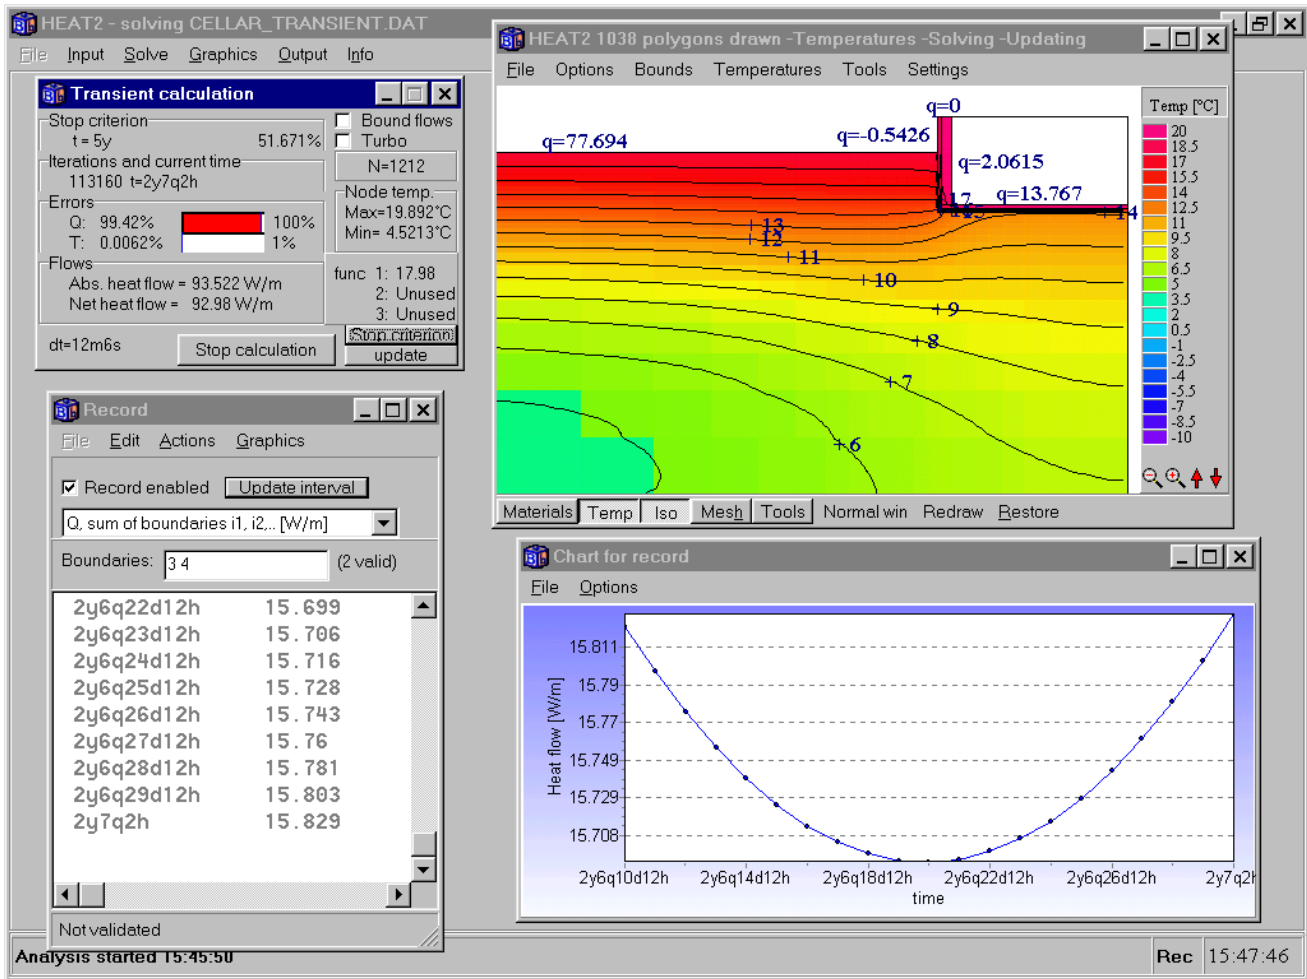 HEAT2 - solving CELLAR_TRANSIENT.DAT
File Input Solve Graphics Output Info
Transient calculation
Stop criterion
t = 5y 51.671%
Iterations and current time
113160 t=2y7q2h
Errors
Q: 99.42% 100%
T: 0.0062% 1%
Flows
Abs. heat flow = 93.522 W/m
Net heat flow = 92.98 W/m
dt=12m6s
Stop calculation
Bound flows
Turbo
N=1212
Node temp.
Max=19.892°C
Min= 4.5213°C
func 1: 17.98
2: Unused
3: Unused
Stop criterion
update
HEAT2 1038 polygons drawn -Temperatures -Solving -Updating
File Options Bounds Temperatures Tools Settings
q=0
q=77.694
q=-0.5426
q=2.0615
q=13.767
17
14
13
12
11
10
9
8
7
6
Temp [°C]
20
18.5
17
15.5
14
12.5
11
9.5
8
6.5
5
3.5
2
0.5
-1
-2.5
-4
-5.5
-7
-8.5
-10
Materials Temp Iso Mesh Tools Normal win Redraw Restore
Record
File Edit Actions Graphics
Record enabled Update interval
Q, sum of boundaries i1, i2,.. [W/m]
Boundaries: 3 4 (2 valid)
2y6q22d12h 15.699
2y6q23d12h 15.706
2y6q24d12h 15.716
2y6q25d12h 15.728
2y6q26d12h 15.743
2y6q27d12h 15.76
2y6q28d12h 15.781
2y6q29d12h 15.803
2y7q2h 15.829
Not validated
Chart for record
File Options
Heat flow [W/m]
15.811
15.79
15.77
15.749
15.729
15.708
2y6q10d12h 2y6q14d12h 2y6q18d12h 2y6q22d12h 2y6q26d12h 2y7q2h
time
Analysis started 15:45:50
Rec 15:47:46